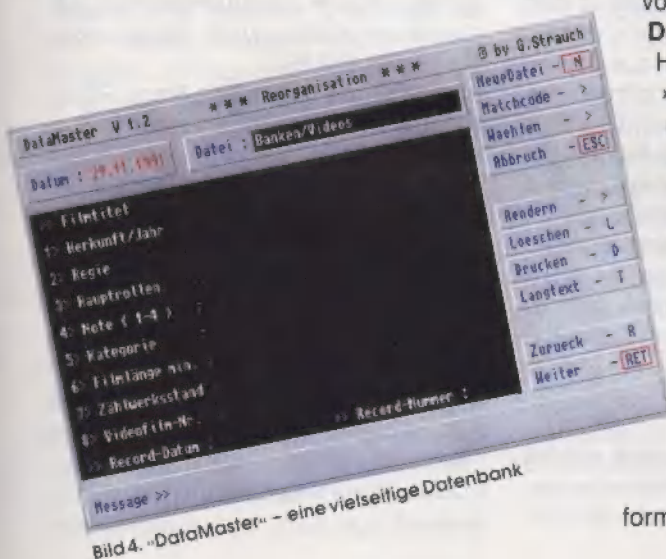 DataMaster V 1.2 * * * Reorganisation * * * © by G.Strauch
Datum : 29.11.1991 Datei : Banken/Videos
>> Filmtitel
1> Herkunft/Jahr
2> Regie
3> Hauptrollen
4> Note ( 1-4 ) :
5> Kategorie :
6> Filmlänge min. :
7> Zählwerksstand :
8> Videofilm-Nr. :
>> Record-Datum : >> Record-Nummer :
NeueDatei - N
Matchcode - >
Waehlen - >
Abbruch - ESC
Aendern - >
Loeschen - L
Drucken - D
Langtext - T
Zurueck - R
Weiter - RET
Message >>
Bild 4. »DataMaster« – eine vielseitige Datenbank
vo
D
H
form